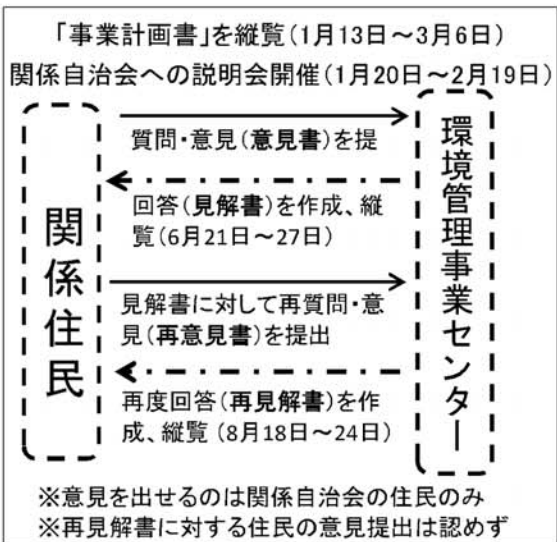 「事業計画書」を縦覧(1月13日～3月6日)
関係自治会への説明会開催(1月20日～2月19日)
関係住民
質問・意見(意見書)を提
回答(見解書)を作成、縦
覧(6月21日～27日)
見解書に対して再質問・意
見(再意見書)を提出
再度回答(再見解書)を作
成、縦覧(8月18日～24日)
環境管理事業センター
※意見を出せるのは関係自治会の住民のみ
※再見解書に対する住民の意見提出は認めず